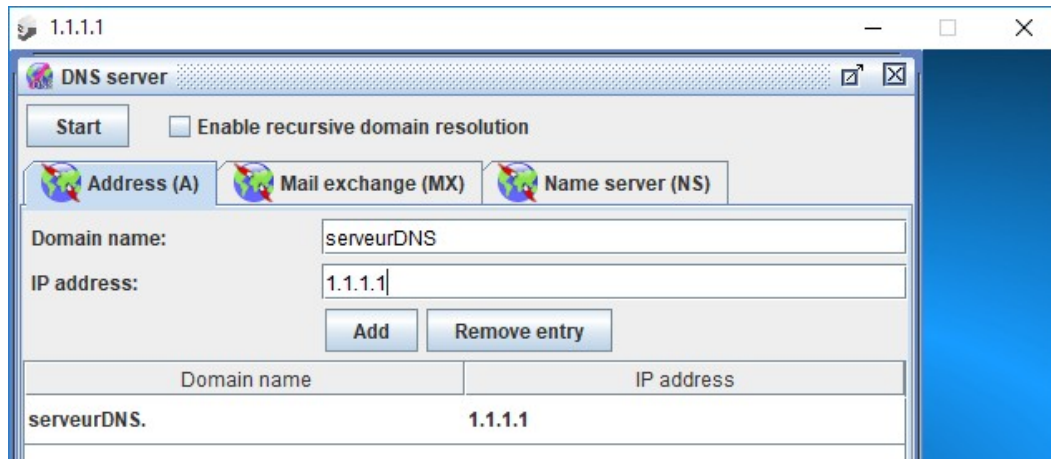 1.1.1.1
DNS server
Start Enable recursive domain resolution
Address (A) Mail exchange (MX) Name server (NS)
Domain name: serveurDNS
IP address: 1.1.1.1
Add Remove entry
Domain name IP address
serveurDNS. 1.1.1.1